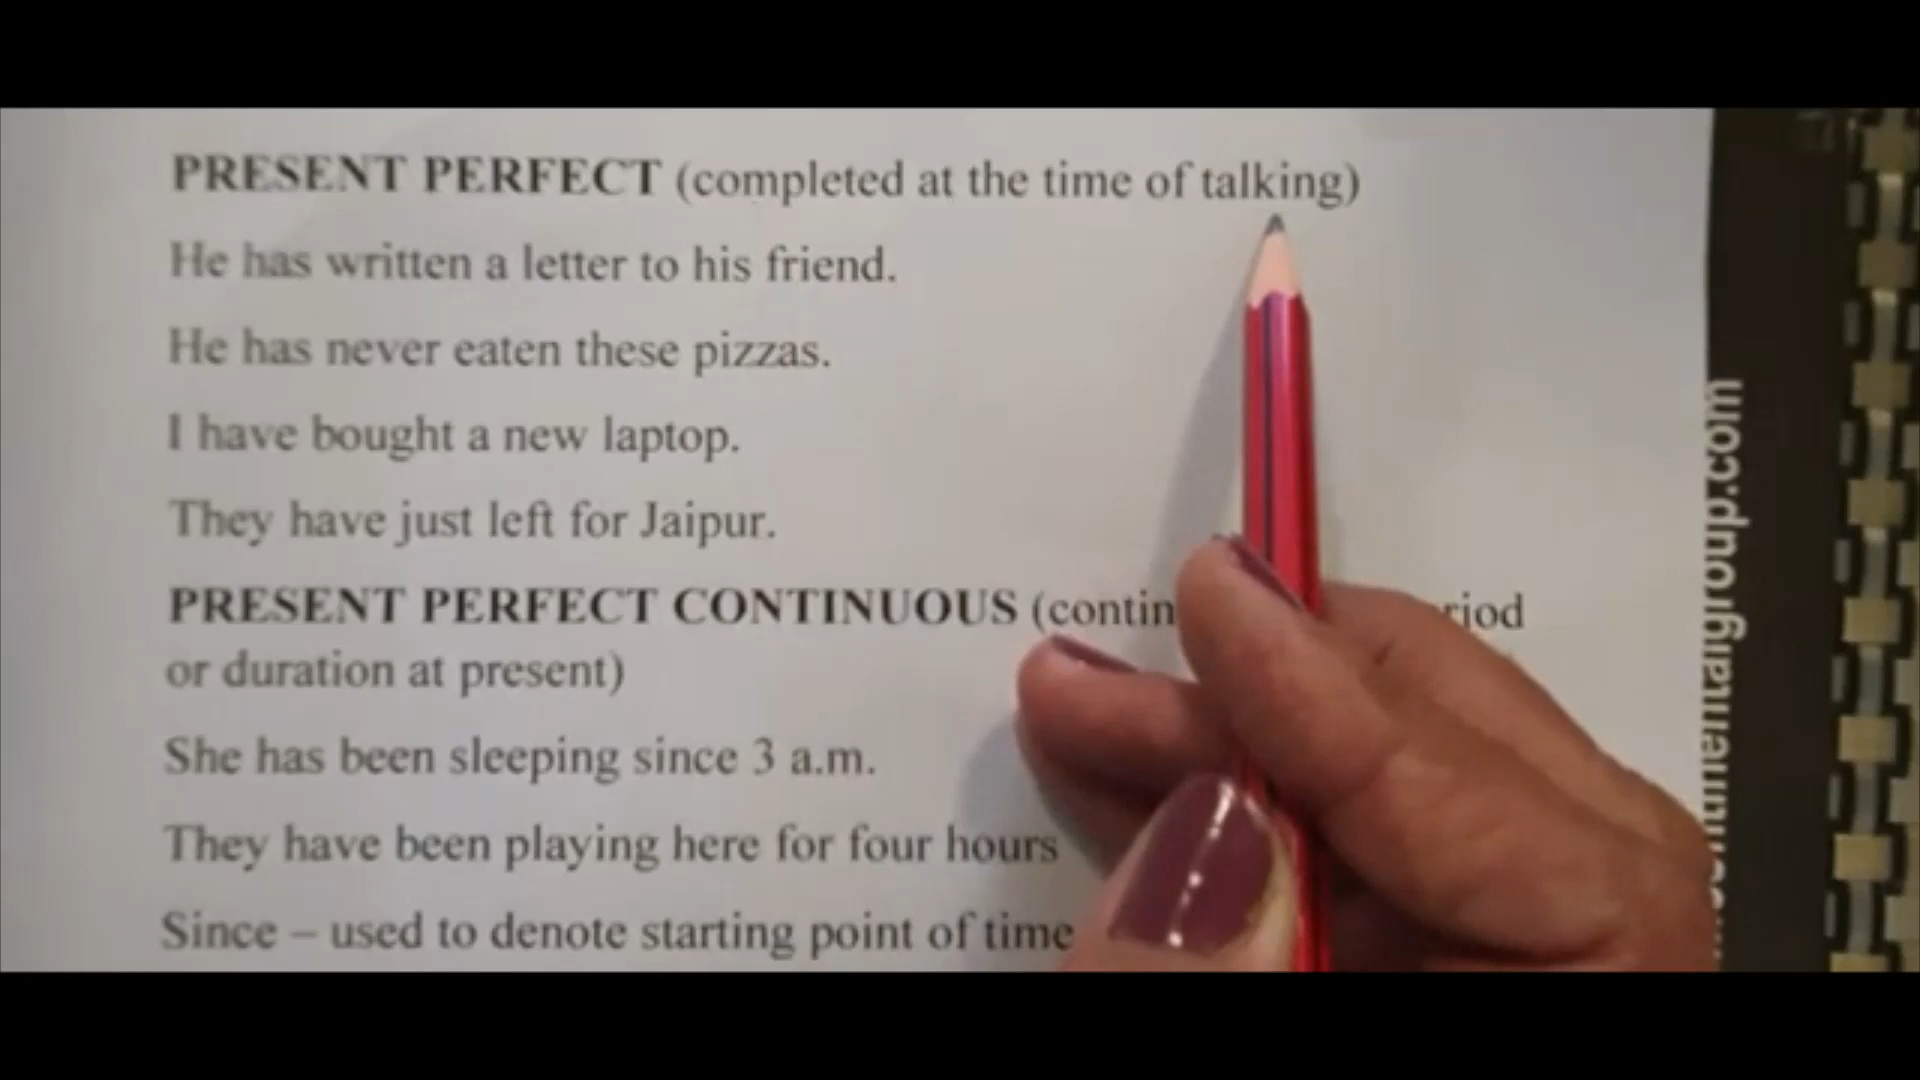 PRESENT PERFECT (completed at the time of talking)
He has written a letter to his friend.
He has never eaten these pizzas.
I have bought a new laptop.
They have just left for Jaipur.
PRESENT PERFECT CONTINUOUS
or duration at present)
She has been sleeping since 3 a.m.
They have been playing here for four hours
Since – used to denote starting point of time